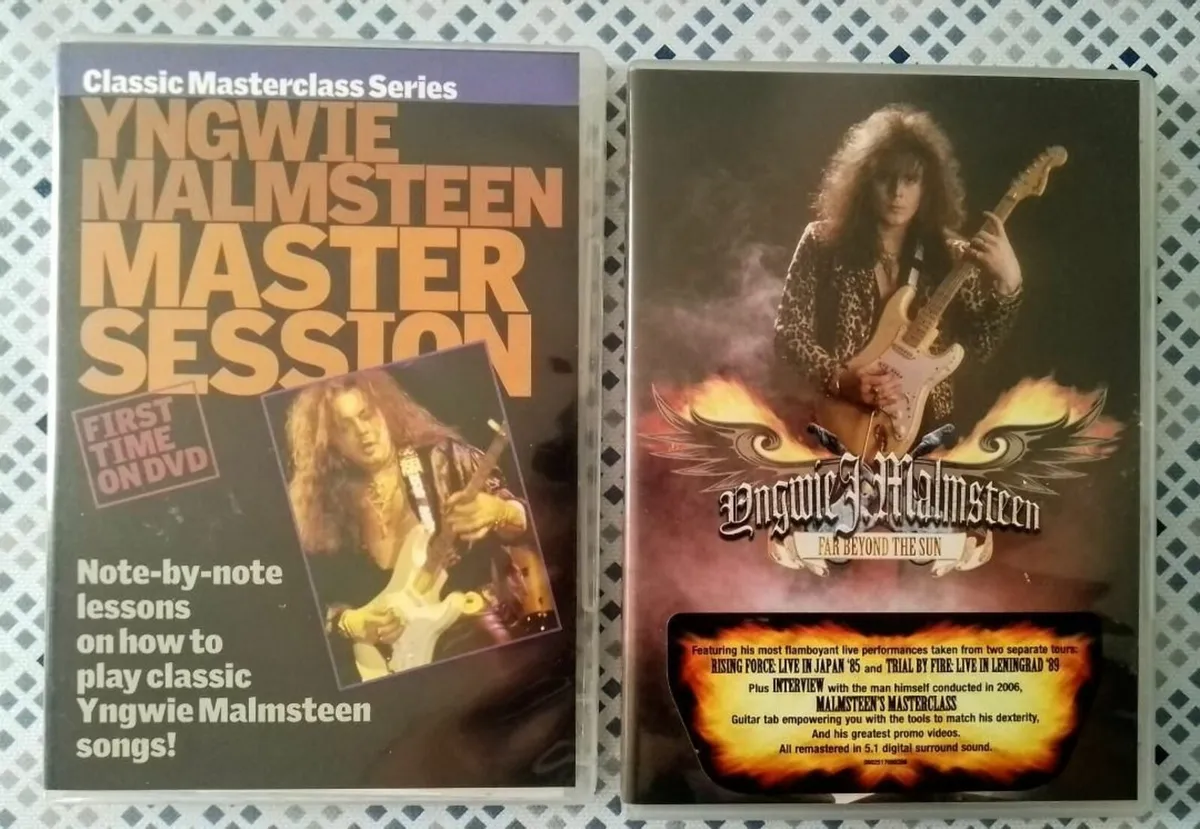 Classic Masterclass Series
YNGWIE
MALMSTEEN
MASTER
SESSION
FIRST
TIME
ON DVD
Note-by-note
lessons
on how to
play classic
Yngwie Malmsteen
songs!
Yngwie J. Malmsteen
FAR BEYOND THE SUN
Featuring his most flamboyant live performances taken from two separate tours:
RISING FORCE: LIVE IN JAPAN '85 and TRIAL BY FIRE: LIVE IN LENINGRAD '89
Plus INTERVIEW with the man himself conducted in 2006,
MALMSTEEN'S MASTERCLASS
Guitar tab empowering you with the tools to match his dexterity,
And his greatest promo videos.
All remastered in 5.1 digital surround sound.